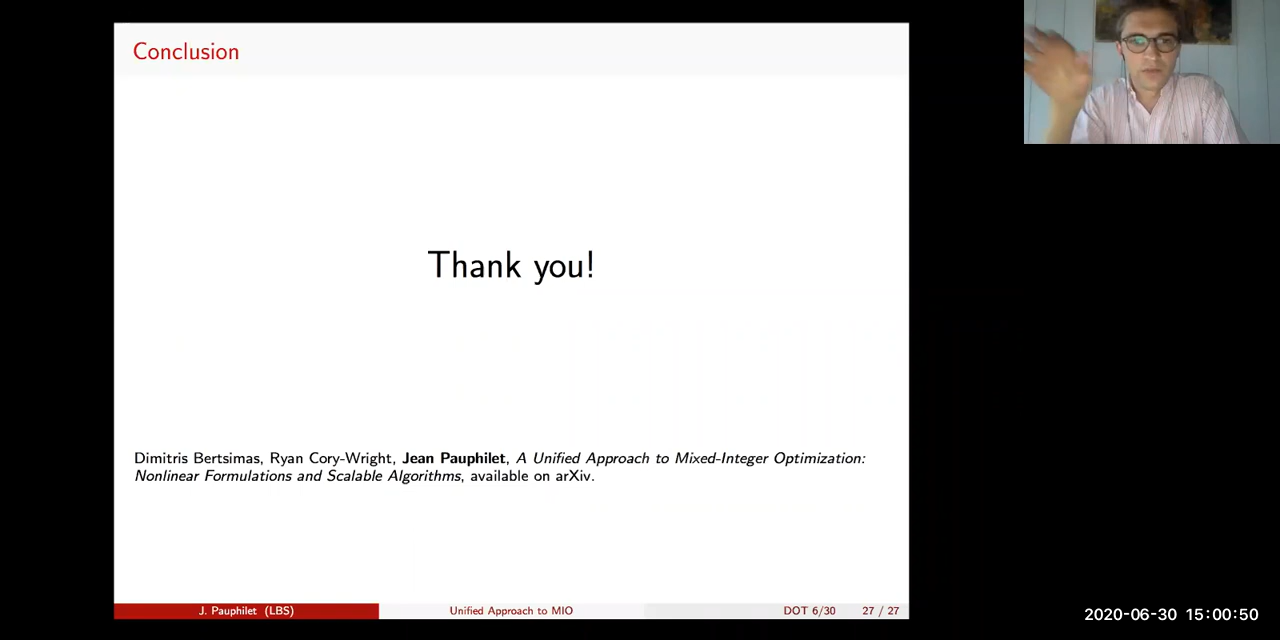 Conclusion
Thank you!
Dimitris Bertsimas, Ryan Cory-Wright, Jean Pauphilet, A Unified Approach to Mixed-Integer Optimization:
Nonlinear Formulations and Scalable Algorithms, available on arXiv.
J. Pauphilet (LBS) Unified Approach to MIO DOT 6/30 27 / 27
2020-06-30 15:00:50